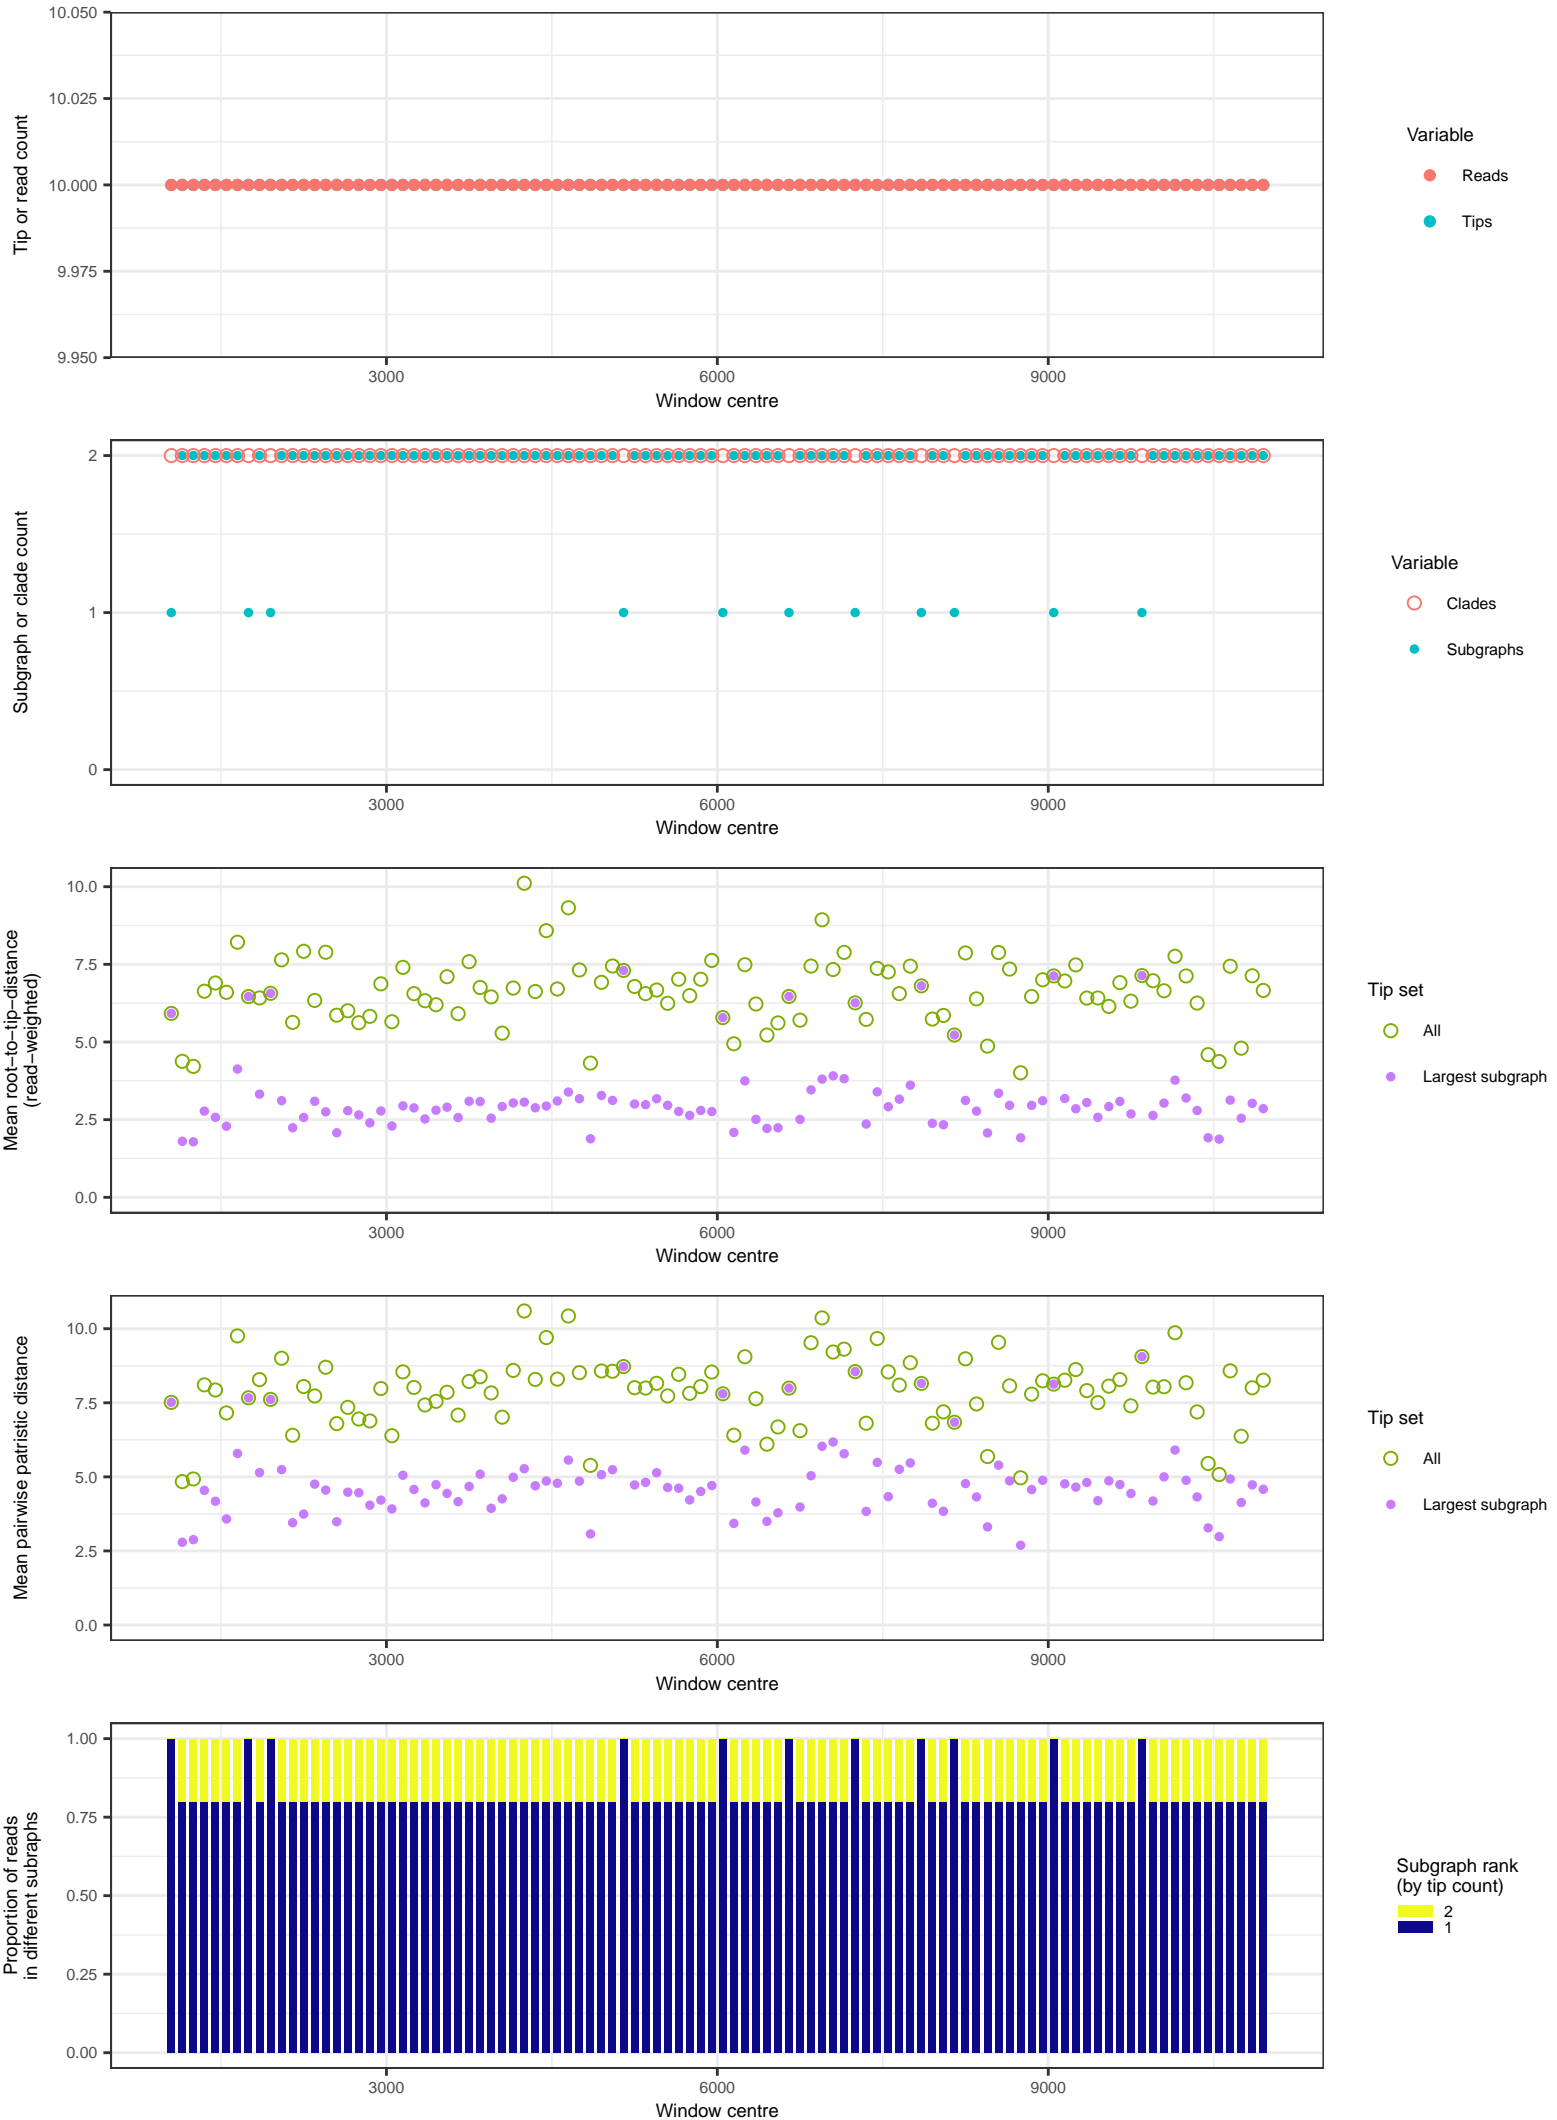 10.050
10.025
10.000
9.975
9.950
Tip or read count
3000
6000
9000
Window centre
Variable
Reads
Tips
2
1
0
Subgraph or clade count
3000
6000
9000
Window centre
Variable
Clades
Subgraphs
10.0
7.5
5.0
2.5
0.0
Mean root−to−tip−distance
(read−weighted)
3000
6000
9000
Window centre
Tip set
All
Largest subgraph
10.0
7.5
5.0
2.5
0.0
Mean pairwise patristic distance
3000
6000
9000
Window centre
Tip set
All
Largest subgraph
1.00
0.75
0.50
0.25
0.00
Proportion of reads
in different subraphs
3000
6000
9000
Window centre
Subgraph rank
(by tip count)
2
1